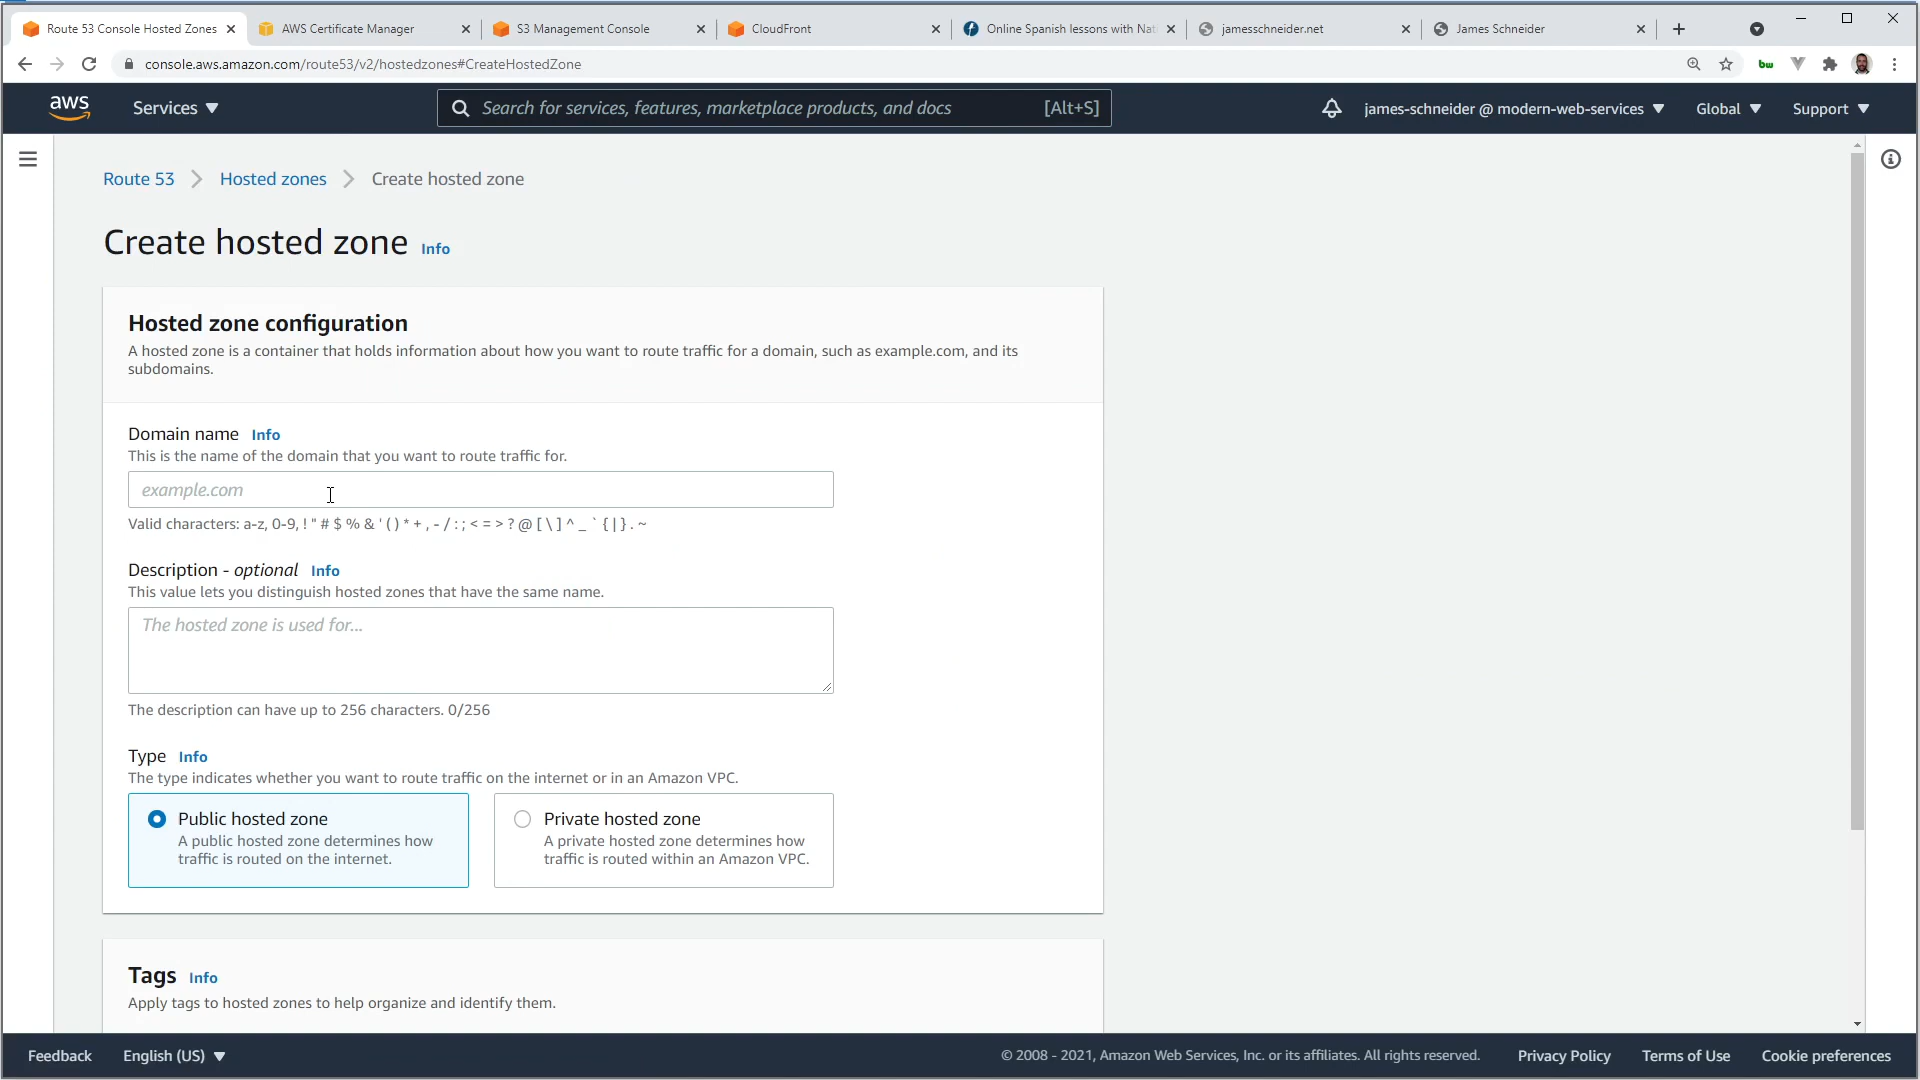 Route 53 Console Hosted Zones
AWS Certificate Manager
S3 Management Console
CloudFront
Online Spanish lessons with Nati
jamesschneider.net
James Schneider
console.aws.amazon.com/route53/v2/hostedzones#CreateHostedZone
bw
aws
Services
Search for services, features, marketplace products, and docs
[Alt+S]
james-schneider @ modern-web-services
Global
Support
Route 53
Hosted zones
Create hosted zone
Create hosted zone Info
Hosted zone configuration
A hosted zone is a container that holds information about how you want to route traffic for a domain, such as example.com, and its
subdomains.
Domain name Info
This is the name of the domain that you want to route traffic for.
example.com
Valid characters: a-z, 0-9, ! " # $ % & ' ( ) * + , - / : ; < = > ? @ [ \ ] ^ _ ` { | } . ~
Description - optional Info
This value lets you distinguish hosted zones that have the same name.
The hosted zone is used for...
The description can have up to 256 characters. 0/256
Type Info
The type indicates whether you want to route traffic on the internet or in an Amazon VPC.
Public hosted zone
A public hosted zone determines how
traffic is routed on the internet.
Private hosted zone
A private hosted zone determines how
traffic is routed within an Amazon VPC.
Tags Info
Apply tags to hosted zones to help organize and identify them.
Feedback
English (US)
© 2008 - 2021, Amazon Web Services, Inc. or its affiliates. All rights reserved.
Privacy Policy
Terms of Use
Cookie preferences